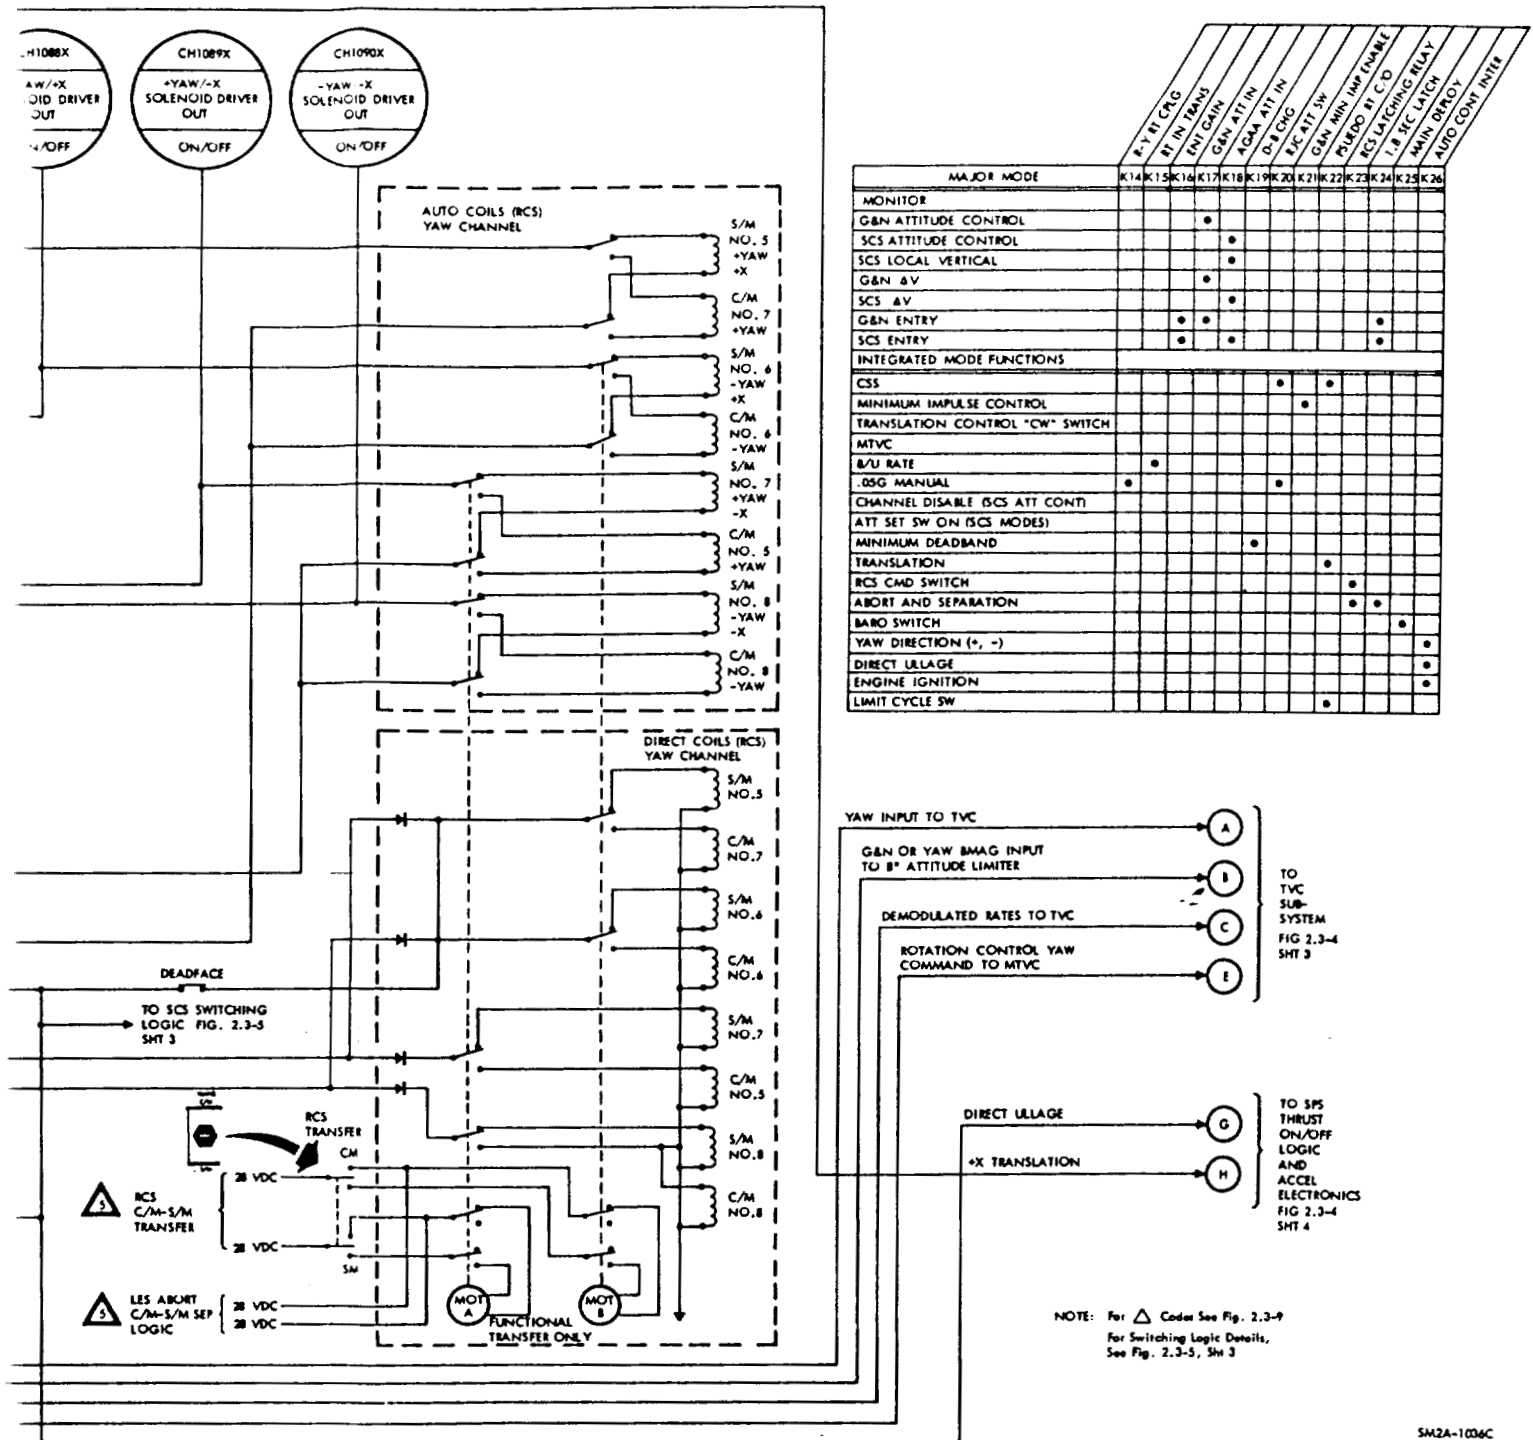 CH1089X
+YAW/-X
SOLENOID DRIVER
OUT
ON/OFF
CH1090X
-YAW -X
SOLENOID DRIVER
OUT
ON/OFF
H1088X
AW/+X
OID DRIVER
OUT
/OFF
AUTO COILS (RCS)
YAW CHANNEL
S/M
NO. 5
+YAW
+X
C/M
NO. 7
+YAW
S/M
NO. 6
-YAW
+X
C/M
NO. 6
-YAW
S/M
NO. 7
+YAW
-X
C/M
NO. 5
+YAW
S/M
NO. 8
-YAW
-X
C/M
NO. 8
-YAW
DIRECT COILS (RCS)
YAW CHANNEL
S/M
NO.5
C/M
NO.7
S/M
NO.6
C/M
NO.6
S/M
NO.7
C/M
NO.5
S/M
NO.8
C/M
NO.8
DEADFACE
TO SCS SWITCHING
LOGIC FIG. 2.3-5
SHT 3
RCS
TRANSFER
CM
28 VDC
5
RCS
C/M-S/M
TRANSFER
28 VDC
SM
5
LES ABORT
C/M-S/M SEP
LOGIC
28 VDC
28 VDC
MOT
A
MOT
B
FUNCTIONAL
TRANSFER ONLY
R-Y RT CPLG
RT IN TRANS
ENT GAIN
G&N ATT IN
AGAA ATT IN
D-B CHG
RJC ATT SW
G&N MIN IMP ENABLE
PSUEDO RT C/O
RCS LATCHING RELAY
1.8 SEC LATCH
MAIN DEPLOY
AUTO CONT INTER
MAJOR MODE K14 K15 K16 K17 K18 K19 K20 K21 K22 K23 K24 K25 K26
MONITOR
G&N ATTITUDE CONTROL
SCS ATTITUDE CONTROL
SCS LOCAL VERTICAL
G&N ΔV
SCS ΔV
G&N ENTRY
SCS ENTRY
INTEGRATED MODE FUNCTIONS
CSS
MINIMUM IMPULSE CONTROL
TRANSLATION CONTROL "CW" SWITCH
MTVC
B/U RATE
.05G MANUAL
CHANNEL DISABLE (SCS ATT CONT)
ATT SET SW ON (SCS MODES)
MINIMUM DEADBAND
TRANSLATION
RCS CMD SWITCH
ABORT AND SEPARATION
BARO SWITCH
YAW DIRECTION (+, -)
DIRECT ULLAGE
ENGINE IGNITION
LIMIT CYCLE SW
YAW INPUT TO TVC
A
G&N OR YAW BMAG INPUT
TO 8° ATTITUDE LIMITER
B
DEMODULATED RATES TO TVC
C
ROTATION CONTROL YAW
COMMAND TO MTVC
E
TO
TVC
SUB-
SYSTEM
FIG 2.3-4
SHT 3
DIRECT ULLAGE
G
+X TRANSLATION
H
TO SPS
THRUST
ON/OFF
LOGIC
AND
ACCEL
ELECTRONICS
FIG 2.3-4
SHT 4
NOTE: For △ Codes See Fig. 2.3-9
For Switching Logic Details,
See Fig. 2.3-5, Sht 3
SM2A-1036C